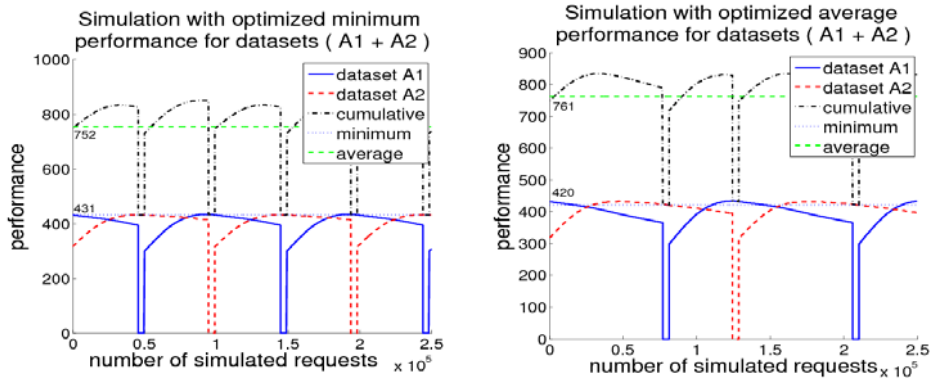 Simulation with optimized minimum
performance for datasets ( A1 + A2 )
1000
800
600
400
200
0
performance
752
431
dataset A1
dataset A2
cumulative
minimum
average
0
0.5
1
1.5
2
2.5
number of simulated requests
× 10^5
Simulation with optimized average
performance for datasets ( A1 + A2 )
900
800
700
600
500
400
300
200
100
0
performance
761
420
dataset A1
dataset A2
cumulative
minimum
average
0
0.5
1
1.5
2
2.5
number of simulated requests
× 10^5